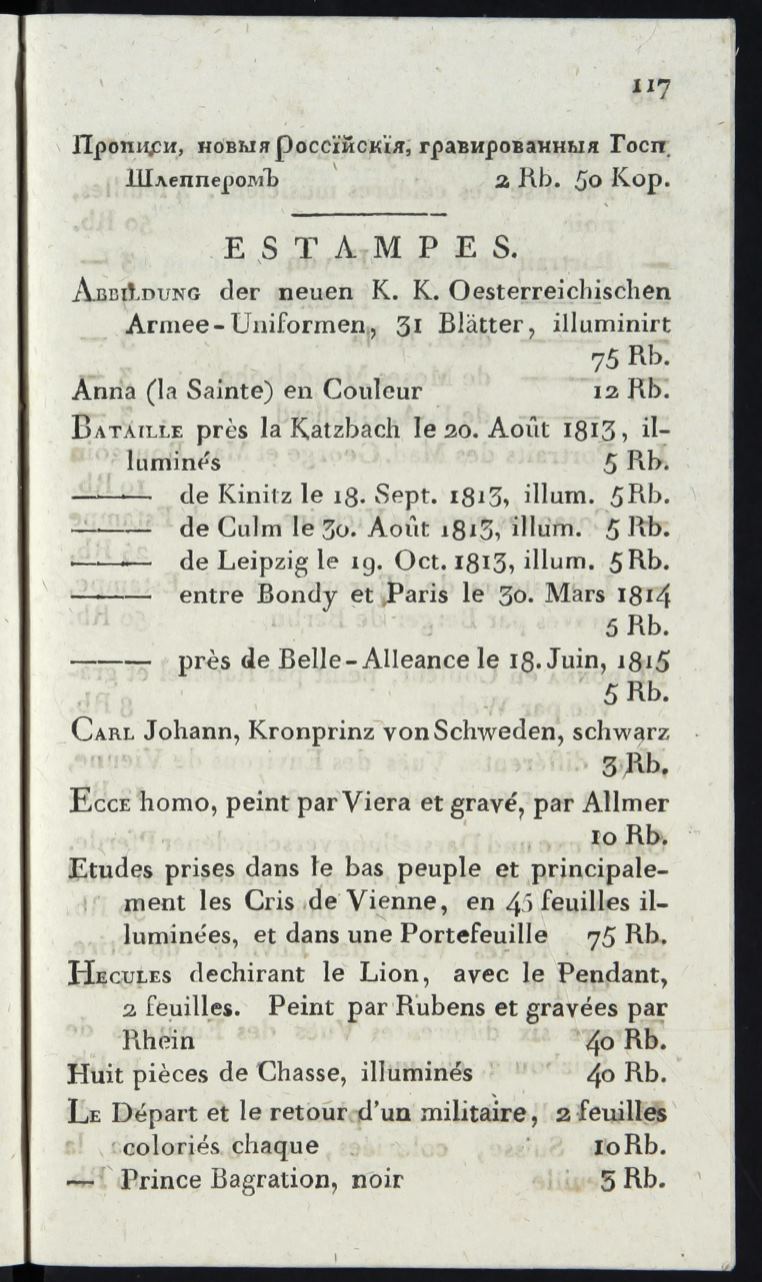 117
Прописи, новыя россїйскїя, гравированныя Госп.
Шлепперомъ 2 Rb. 50 Kop.
ESTAMPES.
ABBILDUNG der neuen K. K. Oesterreichischen
Armee-Uniformen, 31 Blätter, illuminirt
75 Rb.
Anna (la Sainte) en Couleur 12 Rb.
BATAILLE près la Katzbach le 20. Août 1813, il-
luminés 5 Rb.
——— de Kinitz le 18. Sept. 1813, illum. 5 Rb.
——— de Culm le 30. Août 1813, illum. 5 Rb.
——— de Leipzig le 19. Oct. 1813, illum. 5 Rb.
——— entre Bondy et Paris le 30. Mars 1814
5 Rb.
——— près de Belle-Alleance le 18. Juin, 1815
5 Rb.
CARL Johann, Kronprinz von Schweden, schwarz
3 Rb.
ECCE homo, peint par Viera et gravé, par Allmer
10 Rb.
Etudes prises dans le bas peuple et principale-
ment les Cris de Vienne, en 45 feuilles il-
luminées, et dans une Portefeuille 75 Rb.
HECULES dechirant le Lion, avec le Pendant,
2 feuilles. Peint par Rubens et gravées par
Rhein 40 Rb.
Huit pièces de Chasse, illuminés 40 Rb.
LE Départ et le retour d'un militaire, 2 feuilles
coloriés chaque 10 Rb.
— Prince Bagration, noir 3 Rb.